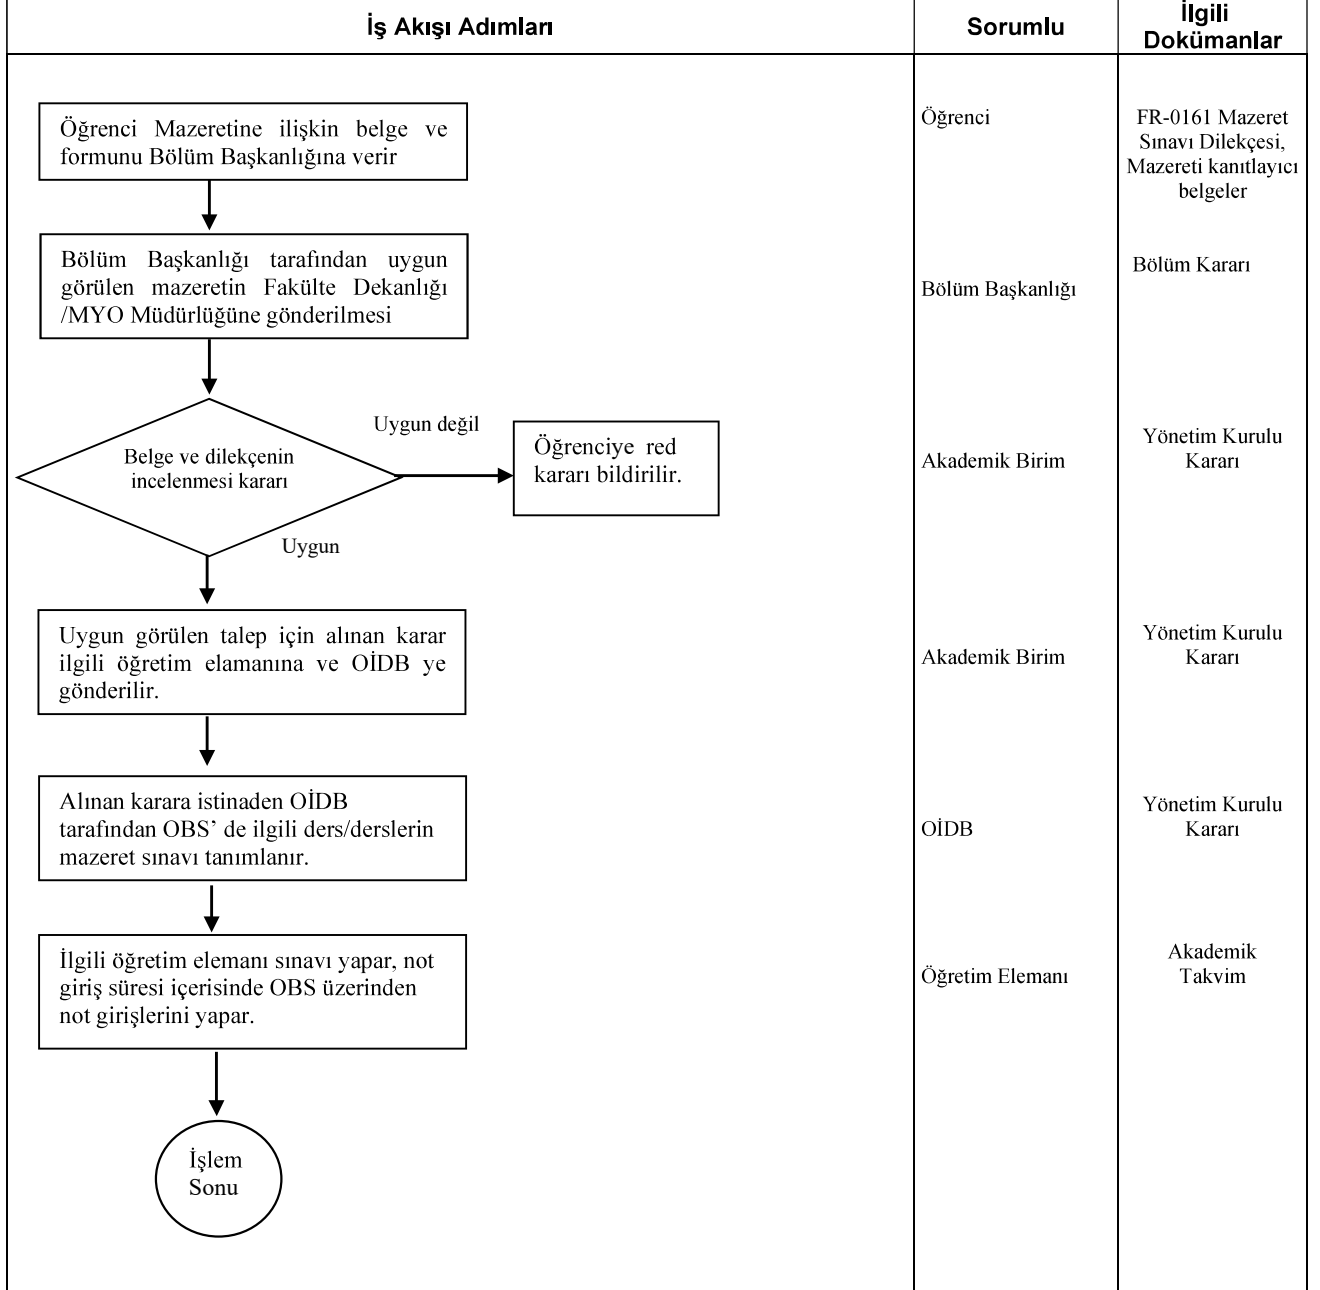 İş Akışı Adımları
Sorumlu
İlgili
Dokümanlar
Öğrenci Mazeretine ilişkin belge ve
formunu Bölüm Başkanlığına verir
Öğrenci
FR-0161 Mazeret
Sınavı Dilekçesi,
Mazereti kanıtlayıcı
belgeler
Bölüm Başkanlığı tarafından uygun
görülen mazeretin Fakülte Dekanlığı
/MYO Müdürlüğüne gönderilmesi
Bölüm Başkanlığı
Bölüm Kararı
Belge ve dilekçenin
incelenmesi kararı
Uygun değil
Öğrenciye red
kararı bildirilir.
Uygun
Akademik Birim
Yönetim Kurulu
Kararı
Uygun görülen talep için alınan karar
ilgili öğretim elamanına ve OİDB ye
gönderilir.
Akademik Birim
Yönetim Kurulu
Kararı
Alınan karara istinaden OİDB
tarafından OBS’ de ilgili ders/derslerin
mazeret sınavı tanımlanır.
OİDB
Yönetim Kurulu
Kararı
İlgili öğretim elemanı sınavı yapar, not
giriş süresi içerisinde OBS üzerinden
not girişlerini yapar.
Öğretim Elemanı
Akademik
Takvim
İşlem
Sonu